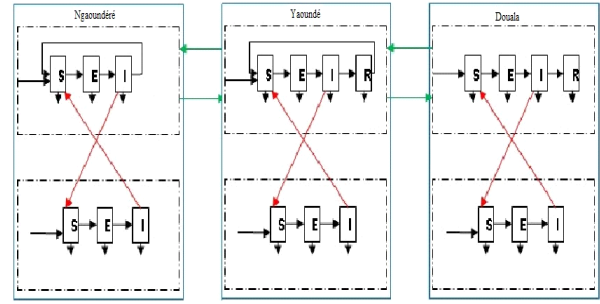 Ngaoundéré Yaoundé Douala
S E I S E I R S E I R
S E I S E I S E I